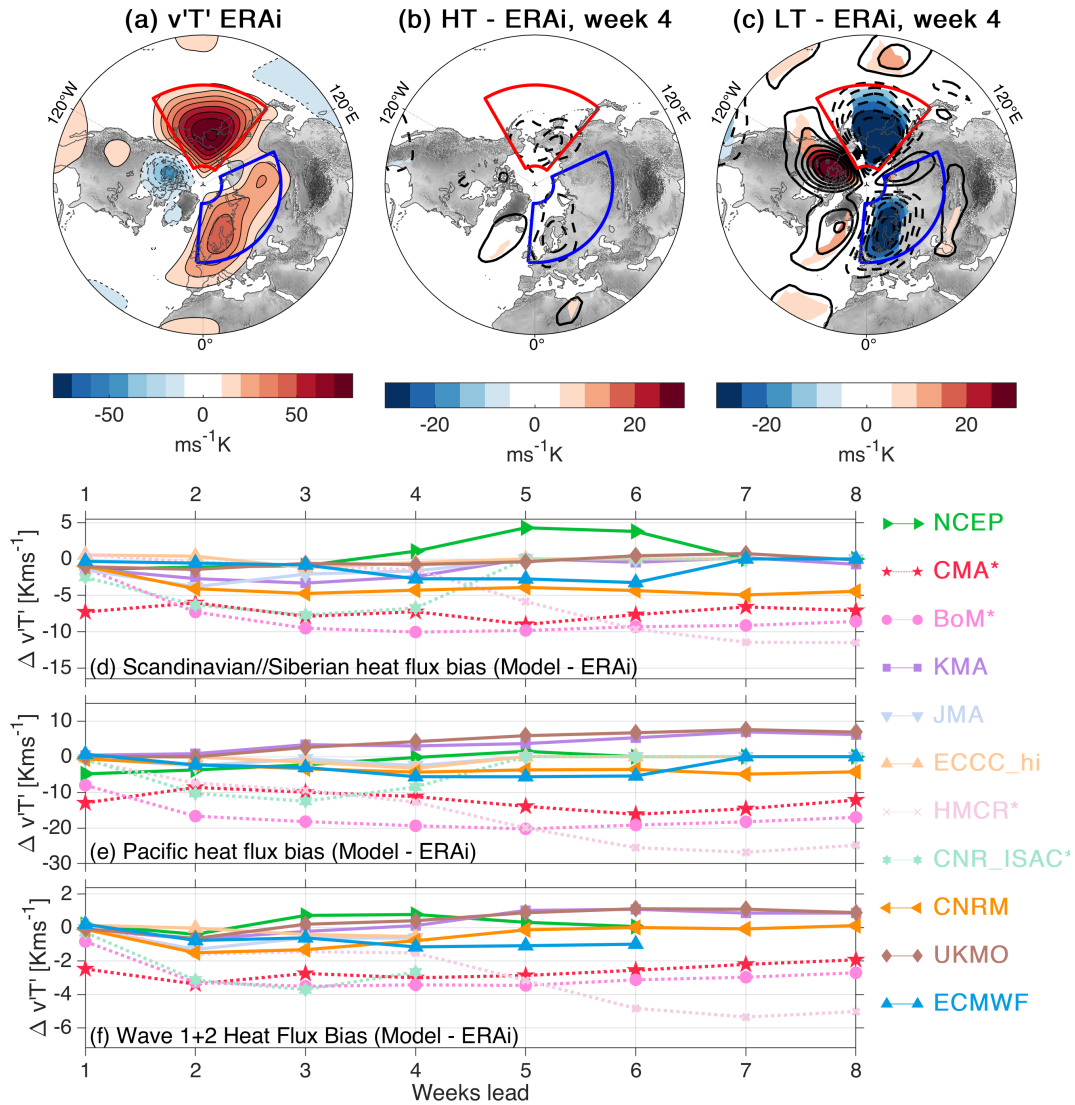 (a) v'T' ERAi
(b) HT - ERAi, week 4
(c) LT - ERAi, week 4
120°W
120°E
0°
120°W
120°E
0°
120°W
120°E
0°
-50 0 50
ms⁻¹K
-20 0 20
ms⁻¹K
-20 0 20
ms⁻¹K
1 2 3 4 5 6 7 8
5
0
-5
-10
-15
Δ v'T' [Kms⁻¹]
(d) Scandinavian//Siberian heat flux bias (Model - ERAi)
10
0
-10
-20
-30
Δ v'T' [Kms⁻¹]
(e) Pacific heat flux bias (Model - ERAi)
2
0
-2
-4
-6
Δ v'T' [Kms⁻¹]
(f) Wave 1+2 Heat Flux Bias (Model - ERAi)
1 2 3 4 5 6 7 8
Weeks lead
NCEP
CMA*
BoM*
KMA
JMA
ECCC_hi
HMCR*
CNR_ISAC*
CNRM
UKMO
ECMWF